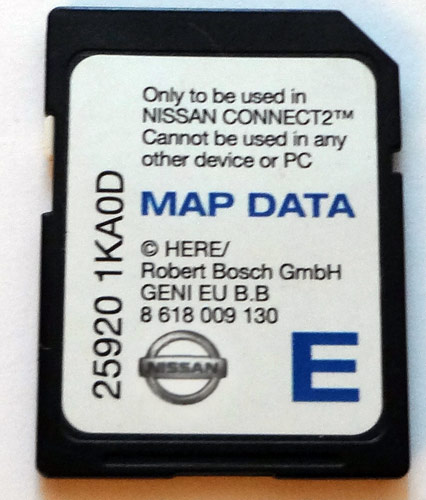 Only to be used in
NISSAN CONNECT2™
Cannot be used in any
other device or PC
MAP DATA
© HERE/
Robert Bosch GmbH
GENI EU B.B
8 618 009 130
NISSAN
E
25920 1KA0D